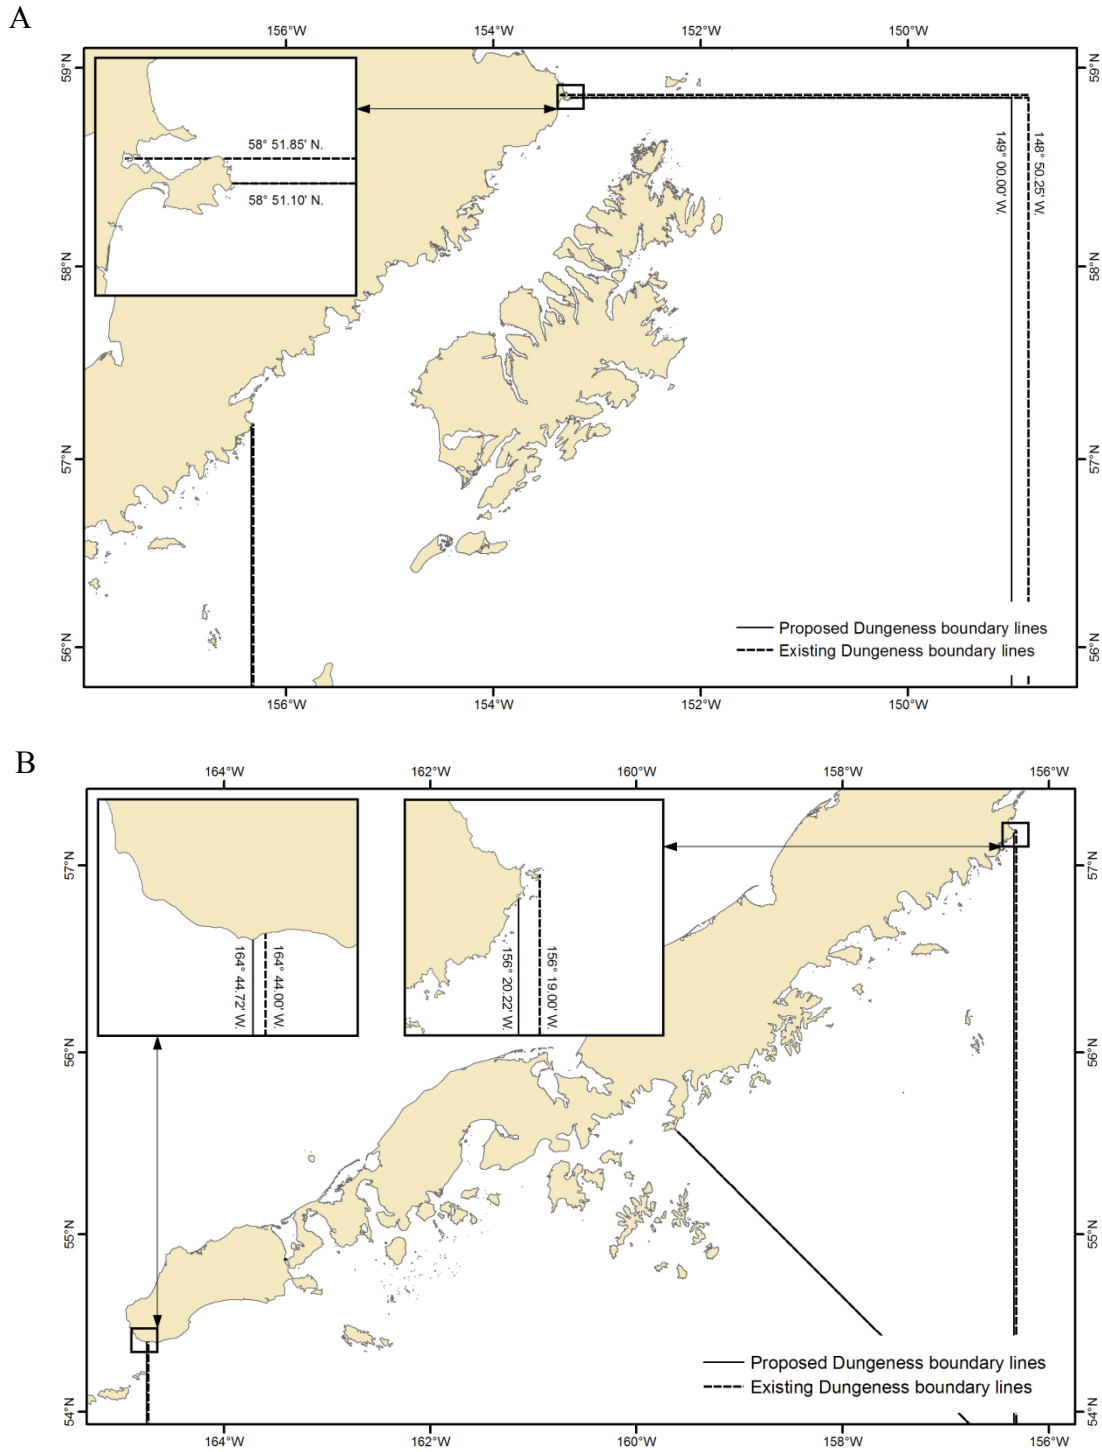 A
156°W 154°W 152°W 150°W
59°N 59°N
58° 51.85' N.
58° 51.10' N.
149° 00.00' W.
148° 50.25' W.
58°N 58°N
57°N 57°N
56°N 56°N
Proposed Dungeness boundary lines
Existing Dungeness boundary lines
156°W 154°W 152°W 150°W
B
164°W 162°W 160°W 158°W 156°W
57°N 57°N
164° 44.72' W.
164° 44.00' W.
156° 20.22' W.
156° 19.00' W.
56°N 56°N
55°N 55°N
Proposed Dungeness boundary lines
Existing Dungeness boundary lines
54°N 54°N
164°W 162°W 160°W 158°W 156°W